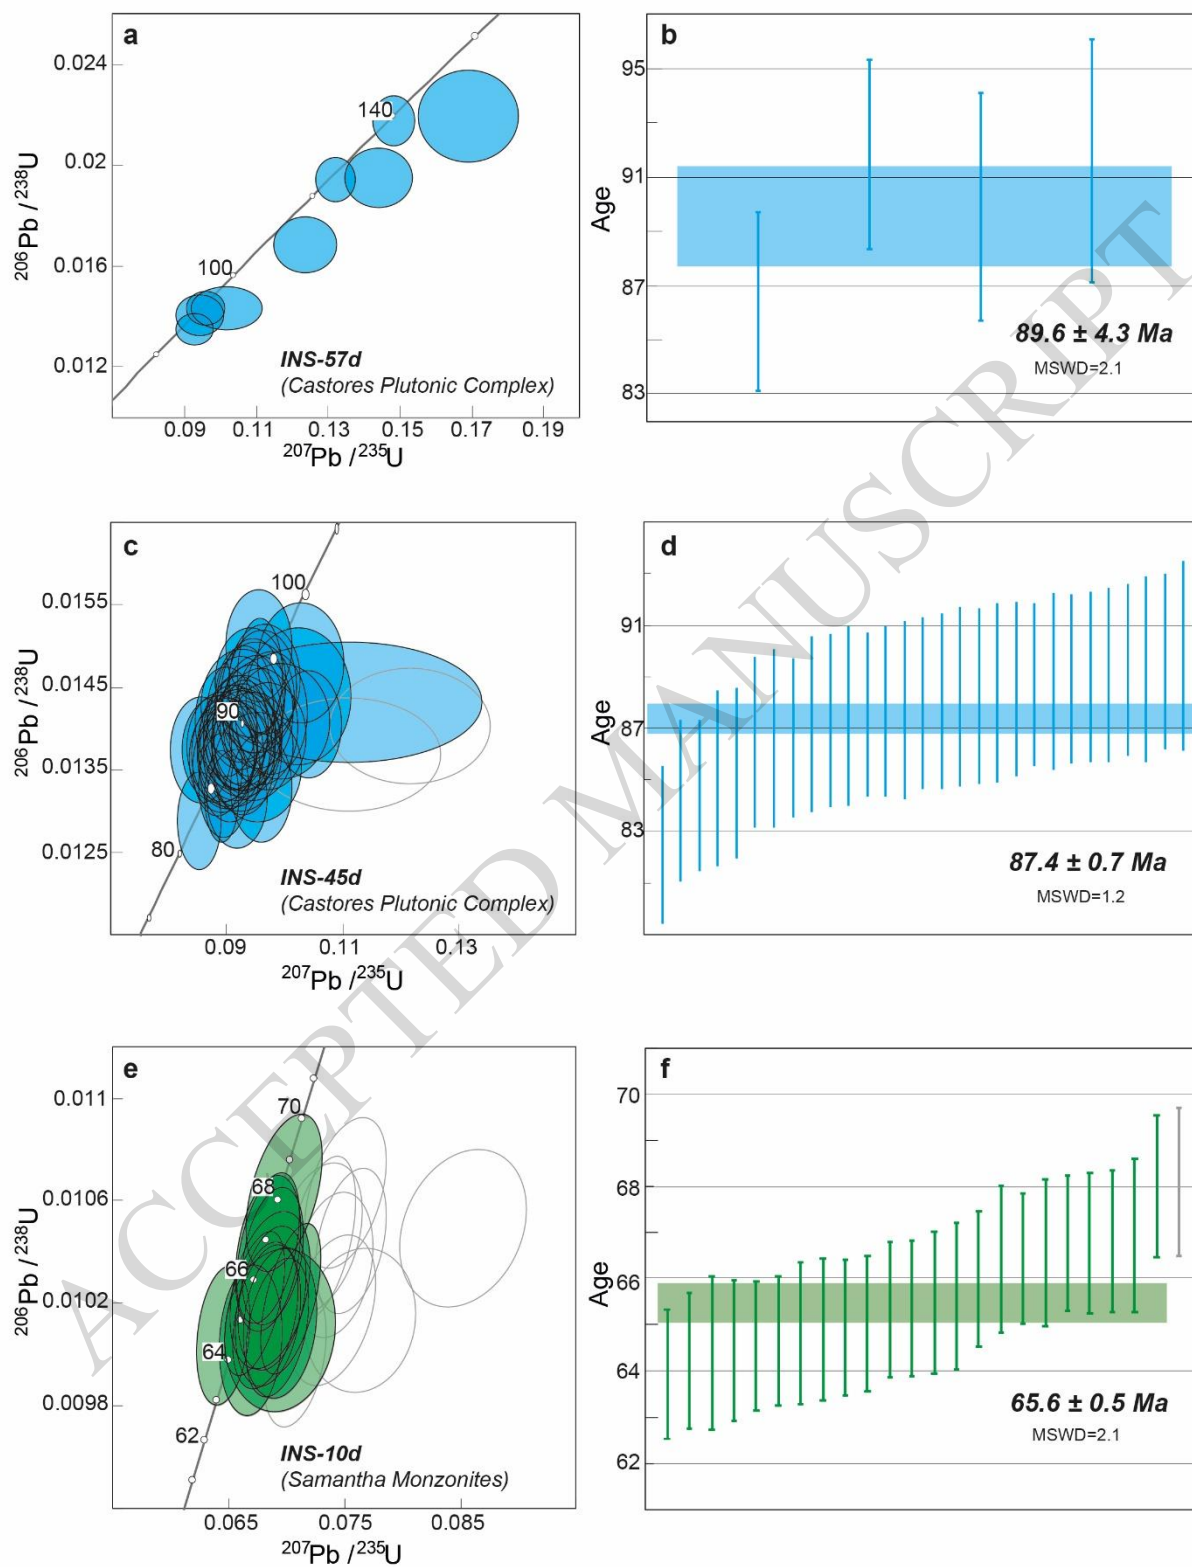 a
0.024
0.02
0.016
0.012
206Pb / 238U
140
100
INS-57d
(Castores Plutonic Complex)
0.09 0.11 0.13 0.15 0.17 0.19
207Pb / 235U
b
95
91
87
83
Age
89.6 ± 4.3 Ma
MSWD=2.1
c
0.0155
0.0145
0.0135
0.0125
206Pb / 238U
100
90
80
INS-45d
(Castores Plutonic Complex)
0.09 0.11 0.13
207Pb / 235U
d
91
87
83
Age
87.4 ± 0.7 Ma
MSWD=1.2
e
0.011
0.0106
0.0102
0.0098
206Pb / 238U
70
68
66
64
62
INS-10d
(Samantha Monzonites)
0.065 0.075 0.085
207Pb / 235U
f
70
68
66
64
62
Age
65.6 ± 0.5 Ma
MSWD=2.1
ACCEPTED MANUSCRIPT